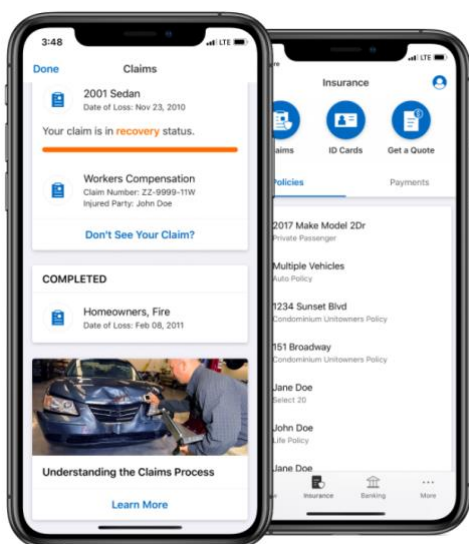 3:48
LTE
Done
Claims
2001 Sedan
Date of Loss: Nov 23, 2010
Your claim is in recovery status.
Workers Compensation
Claim Number: ZZ-9999-11W
Injured Party: John Doe
Don't See Your Claim?
COMPLETED
Homeowners, Fire
Date of Loss: Feb 08, 2011
Understanding the Claims Process
Learn More
LTE
Insurance
aims
ID Cards
Get a Quote
Policies
Payments
2017 Make Model 2Dr
Private Passenger
Multiple Vehicles
Auto Policy
1234 Sunset Blvd
Condominium Unitowners Policy
151 Broadway
Condominium Unitowners Policy
Jane Doe
Select 20
John Doe
Life Policy
Jane Doe
Insurance
Banking
More